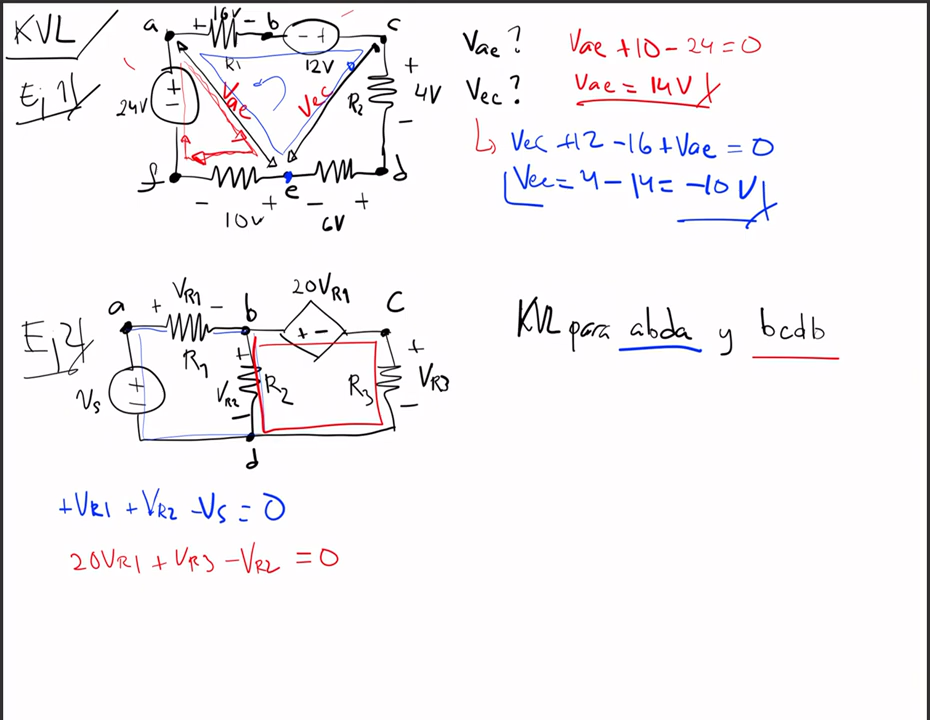 KVL
Ej 1
a + 16V - b - + c
R1 12V
24V + - Vae Vec R2 + 4V -
f e d
- 10V + - 6V +
Vae?
Vec?
Vae + 10 - 24 = 0
Vae = 14V
Vec + 12 - 16 + Vae = 0
Vec = 4 - 14 = -10V
Ej 2
a + VR1 - b 20VR1 c
R1 + -
Vs + - + VR2 - R2 R3 + VR3 -
d
KVL para abda y bcdb
+VR1 + VR2 - Vs = 0
20VR1 + VR3 - VR2 = 0